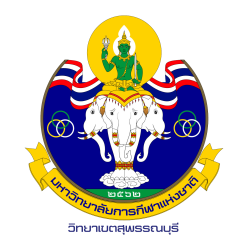 ๒๕๖๒
มหาวิทยาลัยการกีฬาแห่งชาติ
วิทยาเขตสุพรรณบุรี